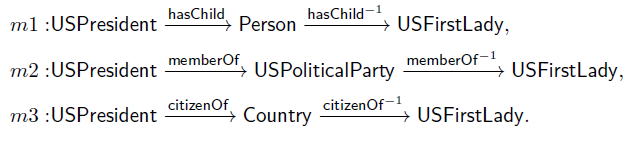 m1 :USPresident —hasChild→ Person —hasChild⁻¹→ USFirstLady,
m2 :USPresident —memberOf→ USPoliticalParty —memberOf⁻¹→ USFirstLady,
m3 :USPresident —citizenOf→ Country —citizenOf⁻¹→ USFirstLady.